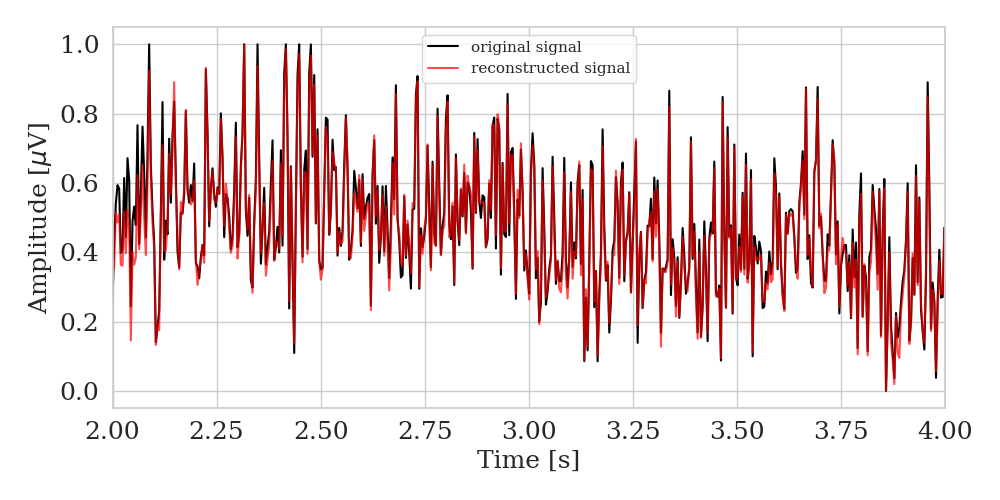 original signal
reconstructed signal
Amplitude [μV]
1.0
0.8
0.6
0.4
0.2
0.0
2.00 2.25 2.50 2.75 3.00 3.25 3.50 3.75 4.00
Time [s]